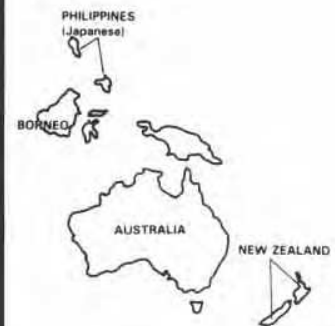 PHILIPPINES
(Japanese)
BORNEO
AUSTRALIA
NEW ZEALAND